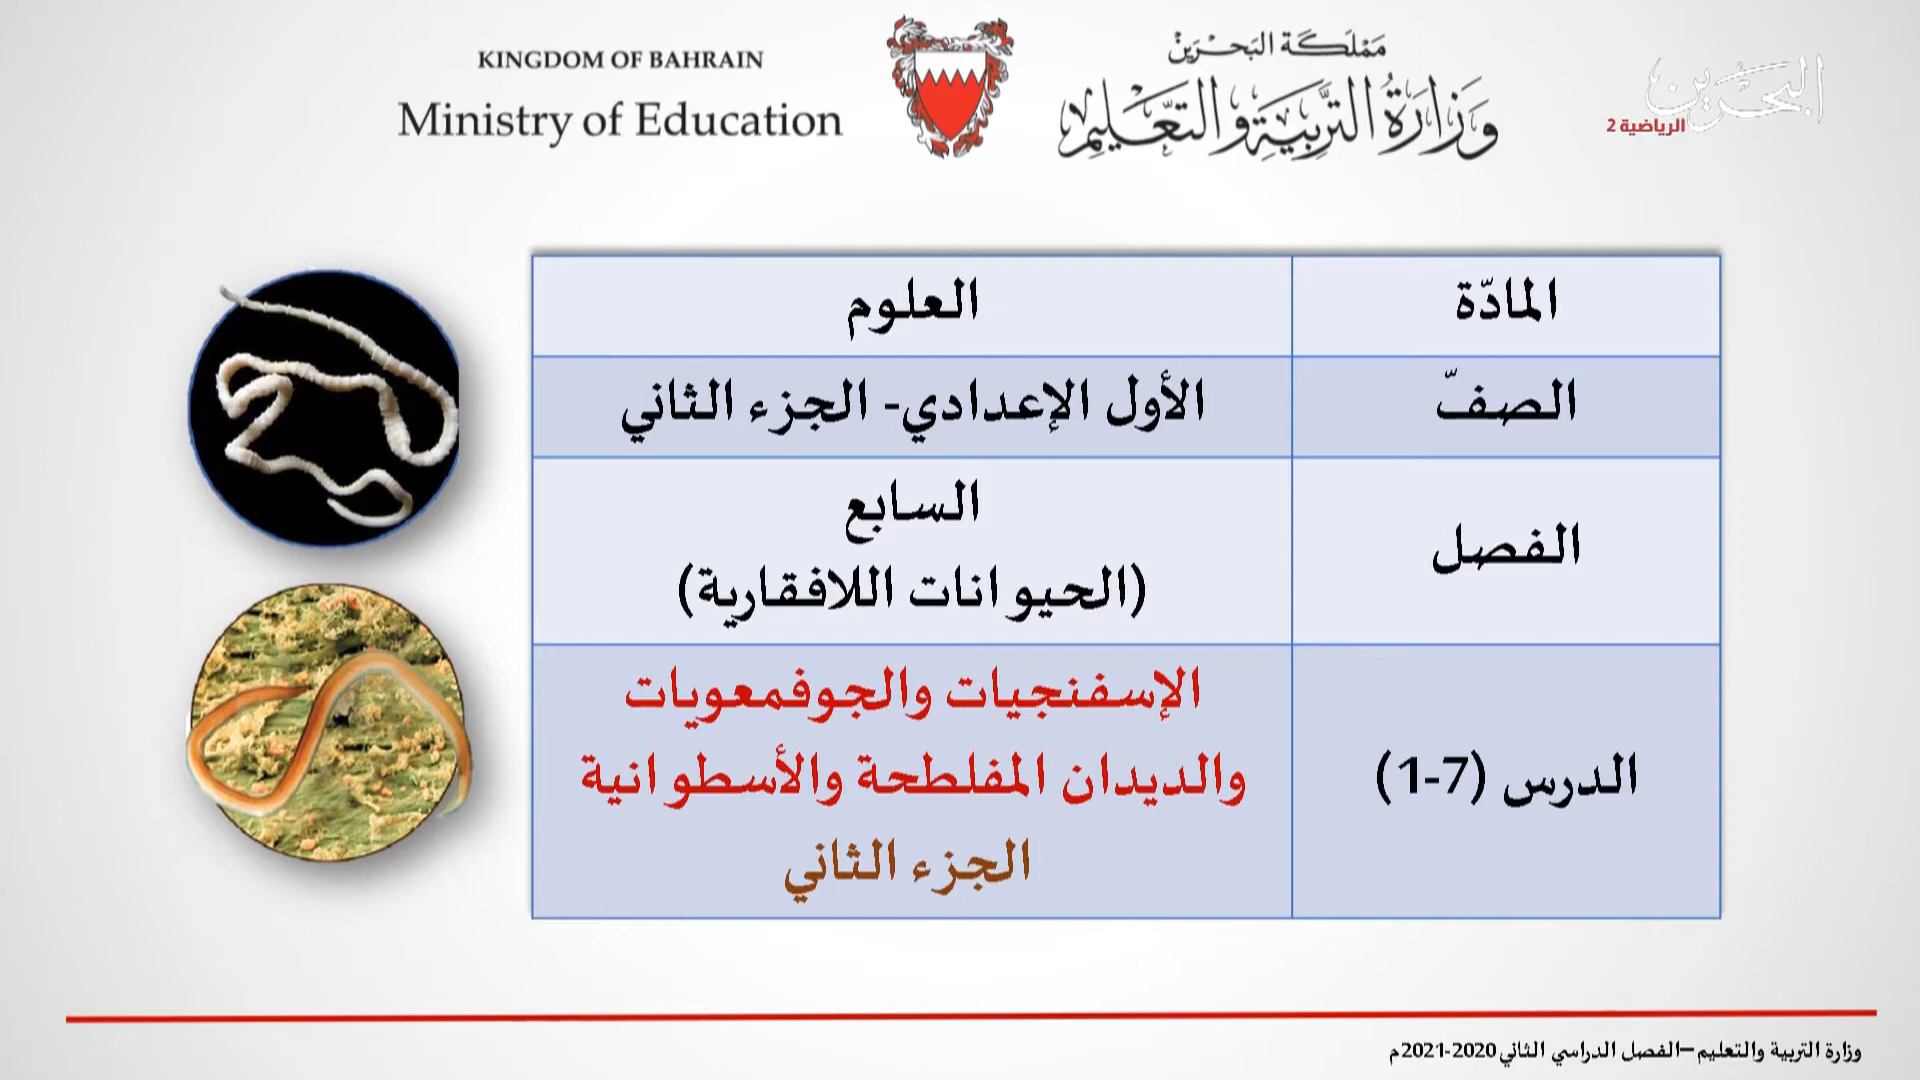 KINGDOM OF BAHRAIN
Ministry of Education
مملكة البحرين
وزارة التربية والتعليم
البحرين
الرياضية 2
المادّة
العلوم
الصفّ
الأول الإعدادي- الجزء الثاني
الفصل
السابع
(الحيوانات اللافقارية)
الدرس (7-1)
الإسفنجيات والجوفمعويات
والديدان المفلطحة والأسطوانية
الجزء الثاني
وزارة التربية والتعليم –الفصل الدراسي الثاني 2020-2021م